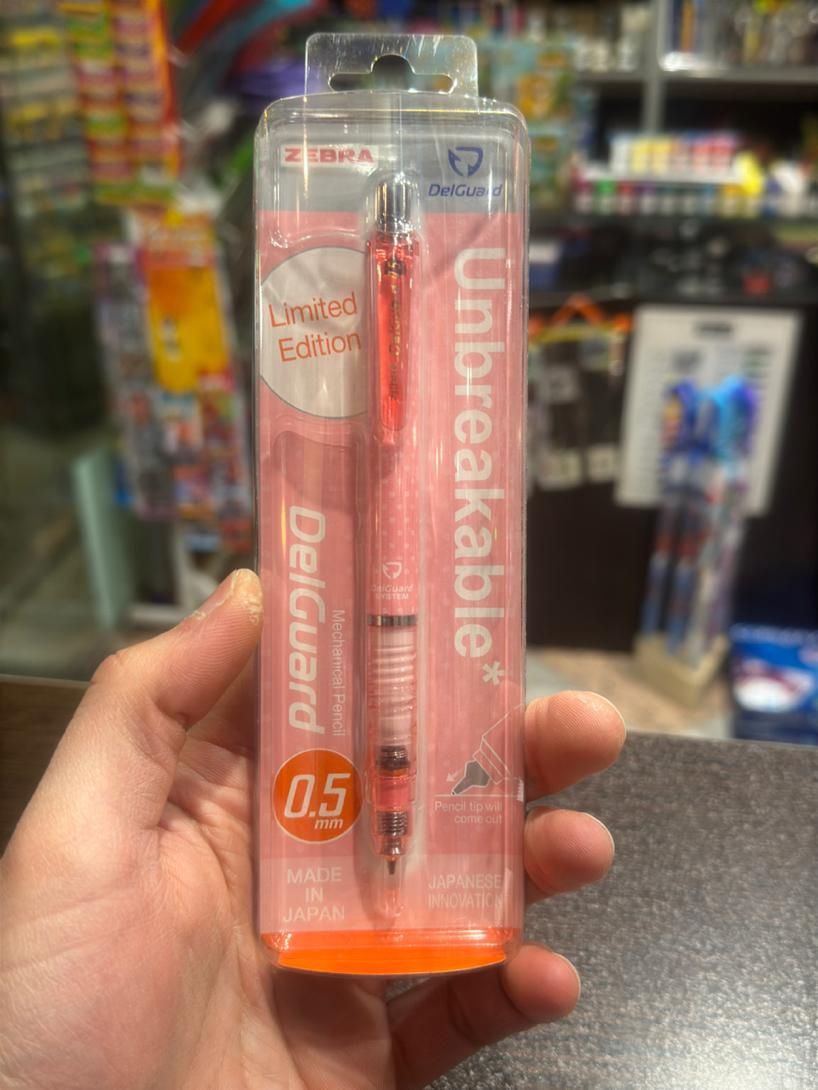 ZEBRA
DelGuard
Limited
Edition
Unbreakable*
DelGuard
Mechanical Pencil
DelGuard
SYSTEM
0.5
mm
Pencil tip will
come out
MADE
IN
JAPAN
JAPANESE
INNOVATION